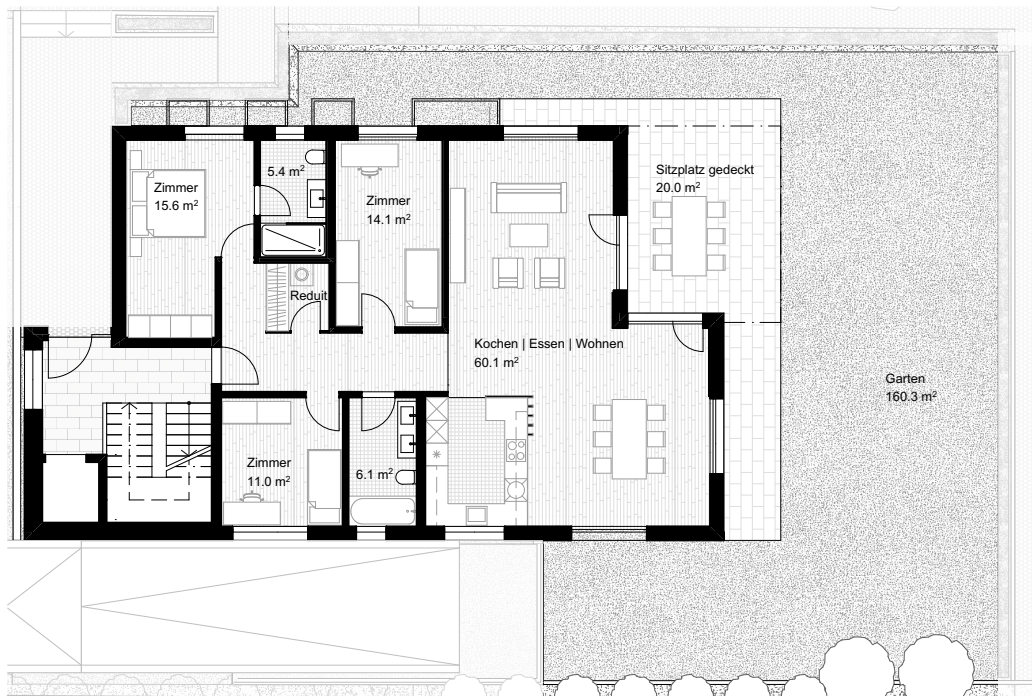 Zimmer
15.6 m²
5.4 m²
Zimmer
14.1 m²
Sitzplatz gedeckt
20.0 m²
Reduit
Kochen | Essen | Wohnen
60.1 m²
Garten
160.3 m²
Zimmer
11.0 m²
6.1 m²